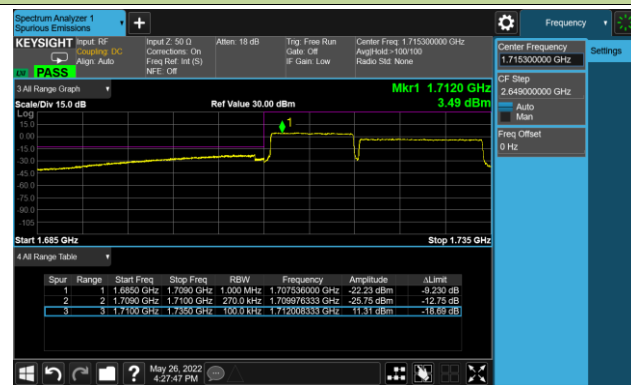 Spectrum Analyzer 1
Spurious Emissions
Frequency
KEYSIGHT
Input: RF
Coupling: DC
Align: Auto
Input Z: 50 Ω
Corrections: On
Freq Ref: Int (S)
NFE: Off
Atten: 18 dB
Trig: Free Run
Gate: Off
IF Gain: Low
Center Freq: 1.715300000 GHz
Avg|Hold:>100/100
Radio Std: None
PASS
Center Frequency
1.715300000 GHz
Settings
CF Step
2.649000000 GHz
Auto
Man
Freq Offset
0 Hz
3 All Range Graph
Mkr1 1.7120 GHz
Scale/Div 15.0 dB
Ref Value 30.00 dBm
3.49 dBm
Log
15.0
0.00
-15.0
-30.0
-45.0
-60.0
-75.0
-90.0
-105
1
Start 1.685 GHz
Stop 1.735 GHz
4 All Range Table
Spur Range Start Freq Stop Freq RBW Frequency Amplitude ΔLimit
1 1 1.6850 GHz 1.7090 GHz 1.000 MHz 1.707536000 GHz -22.23 dBm -9.230 dB
2 2 1.7090 GHz 1.7100 GHz 270.0 kHz 1.709976333 GHz -25.75 dBm -12.75 dB
3 3 1.7100 GHz 1.7350 GHz 100.0 kHz 1.712008333 GHz 11.31 dBm -18.69 dB
May 26, 2022
4:27:47 PM